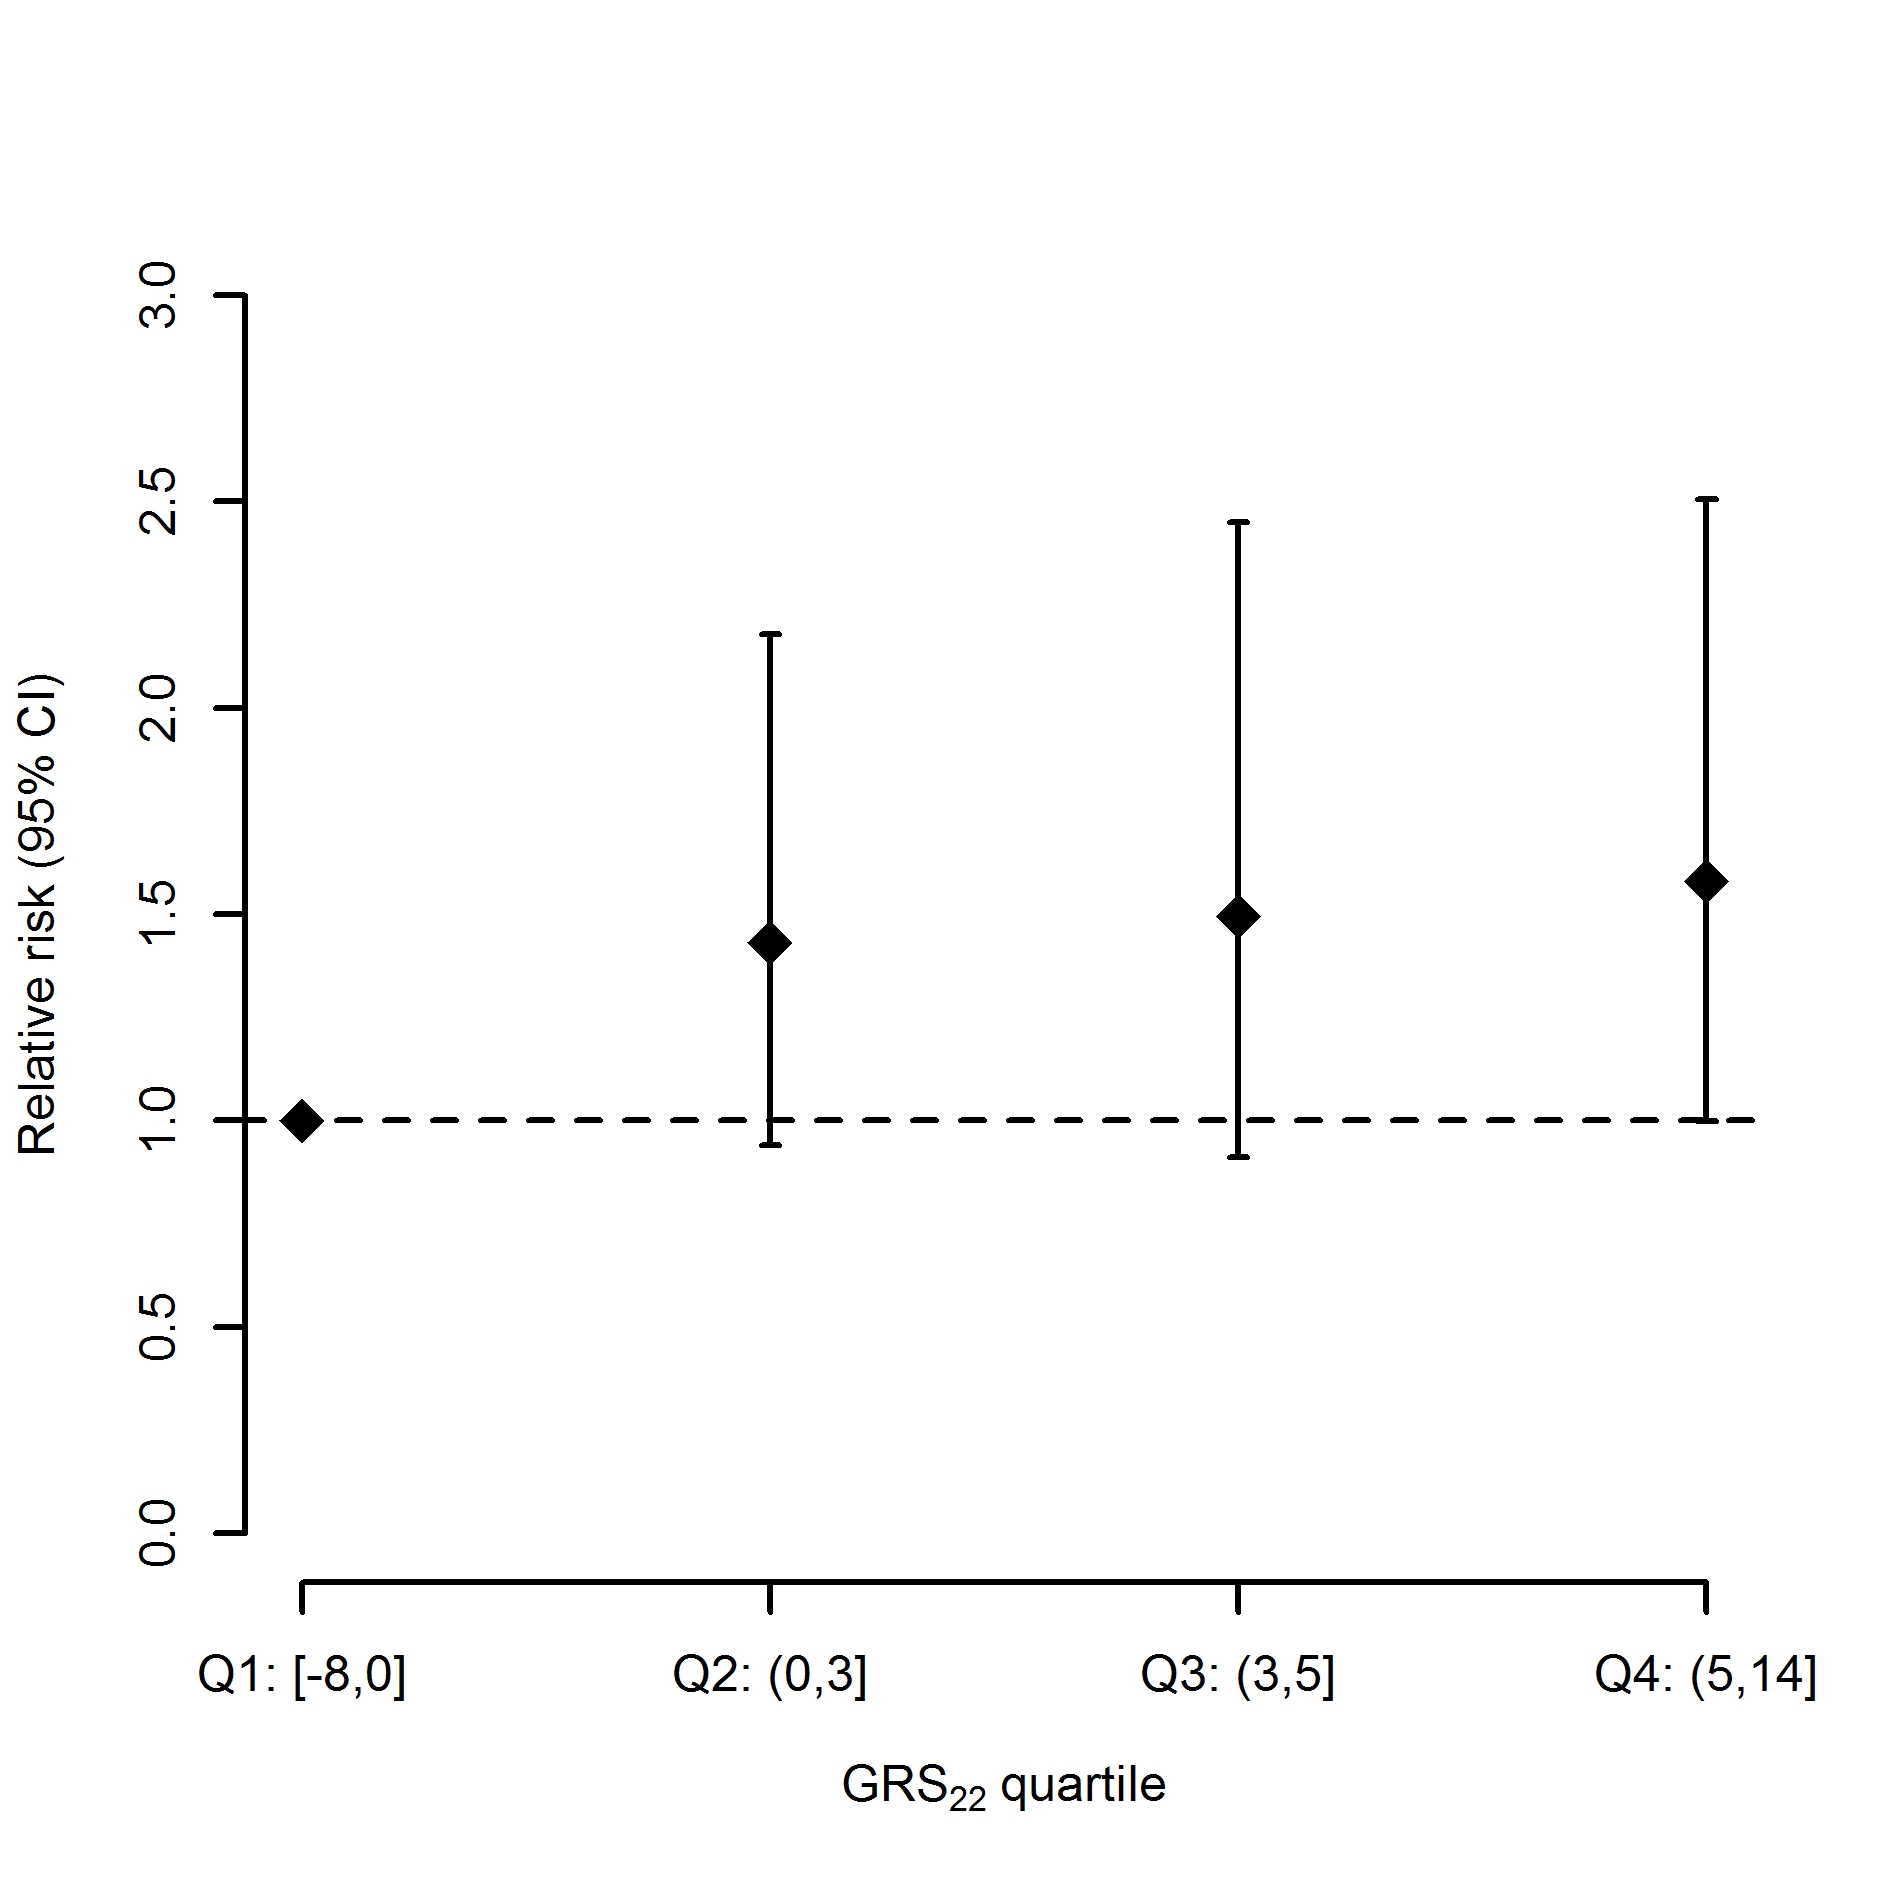 Relative risk (95% CI)
3.0
2.5
2.0
1.5
1.0
0.5
0.0
Q1: [-8,0]
Q2: (0,3]
Q3: (3,5]
Q4: (5,14]
GRS₂₂ quartile